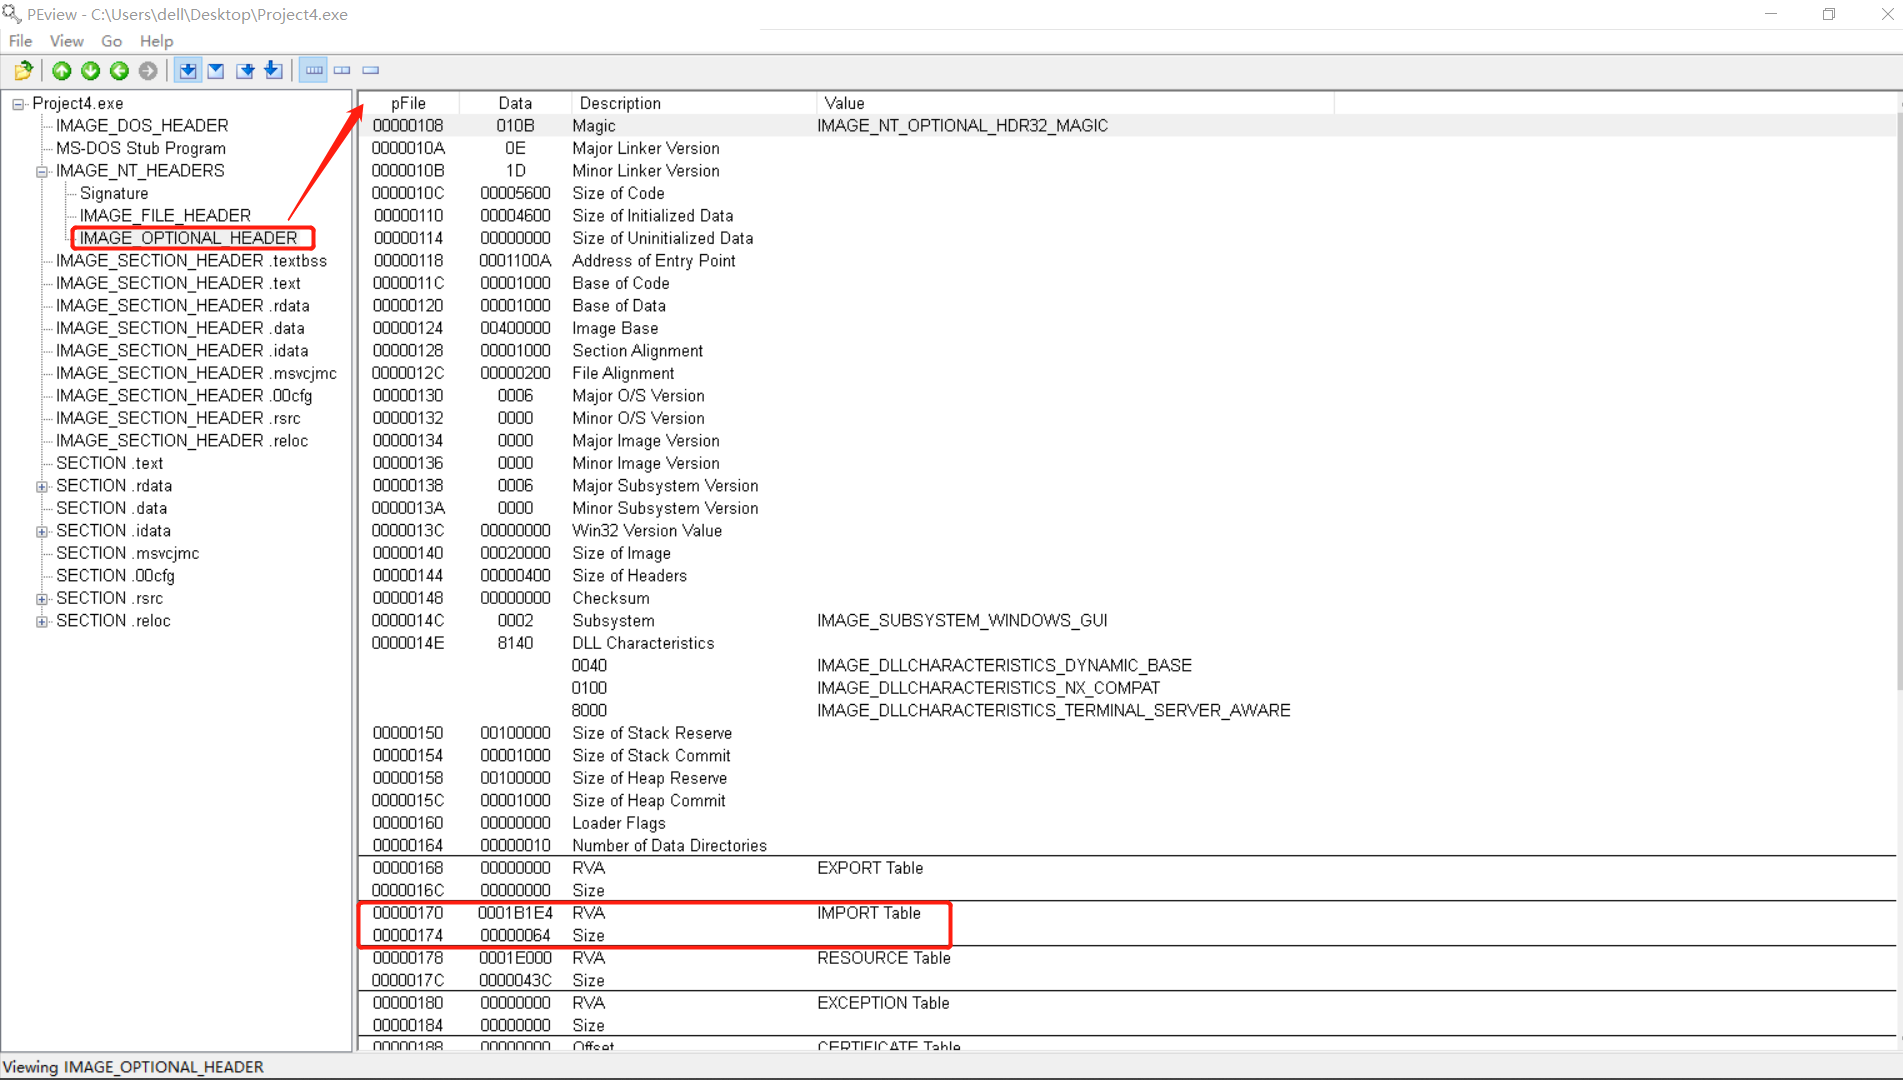 PEview - C:\Users\dell\Desktop\Project4.exe
File View Go Help
Project4.exe
IMAGE_DOS_HEADER
MS-DOS Stub Program
IMAGE_NT_HEADERS
Signature
IMAGE_FILE_HEADER
IMAGE_OPTIONAL_HEADER
IMAGE_SECTION_HEADER .textbss
IMAGE_SECTION_HEADER .text
IMAGE_SECTION_HEADER .rdata
IMAGE_SECTION_HEADER .data
IMAGE_SECTION_HEADER .idata
IMAGE_SECTION_HEADER .msvcjmc
IMAGE_SECTION_HEADER .00cfg
IMAGE_SECTION_HEADER .rsrc
IMAGE_SECTION_HEADER .reloc
SECTION .text
SECTION .rdata
SECTION .data
SECTION .idata
SECTION .msvcjmc
SECTION .00cfg
SECTION .rsrc
SECTION .reloc
pFile Data Description Value
00000108 010B Magic IMAGE_NT_OPTIONAL_HDR32_MAGIC
0000010A 0E Major Linker Version
0000010B 1D Minor Linker Version
0000010C 00005600 Size of Code
00000110 00004600 Size of Initialized Data
00000114 00000000 Size of Uninitialized Data
00000118 0001100A Address of Entry Point
0000011C 00001000 Base of Code
00000120 00001000 Base of Data
00000124 00400000 Image Base
00000128 00001000 Section Alignment
0000012C 00000200 File Alignment
00000130 0006 Major O/S Version
00000132 0000 Minor O/S Version
00000134 0000 Major Image Version
00000136 0000 Minor Image Version
00000138 0006 Major Subsystem Version
0000013A 0000 Minor Subsystem Version
0000013C 00000000 Win32 Version Value
00000140 00020000 Size of Image
00000144 00000400 Size of Headers
00000148 00000000 Checksum
0000014C 0002 Subsystem IMAGE_SUBSYSTEM_WINDOWS_GUI
0000014E 8140 DLL Characteristics
0040 IMAGE_DLLCHARACTERISTICS_DYNAMIC_BASE
0100 IMAGE_DLLCHARACTERISTICS_NX_COMPAT
8000 IMAGE_DLLCHARACTERISTICS_TERMINAL_SERVER_AWARE
00000150 00100000 Size of Stack Reserve
00000154 00001000 Size of Stack Commit
00000158 00100000 Size of Heap Reserve
0000015C 00001000 Size of Heap Commit
00000160 00000000 Loader Flags
00000164 00000010 Number of Data Directories
00000168 00000000 RVA EXPORT Table
0000016C 00000000 Size
00000170 0001B1E4 RVA IMPORT Table
00000174 00000064 Size
00000178 0001E000 RVA RESOURCE Table
0000017C 0000043C Size
00000180 00000000 RVA EXCEPTION Table
00000184 00000000 Size
00000188 00000000 Offset CERTIFICATE Table
Viewing IMAGE_OPTIONAL_HEADER